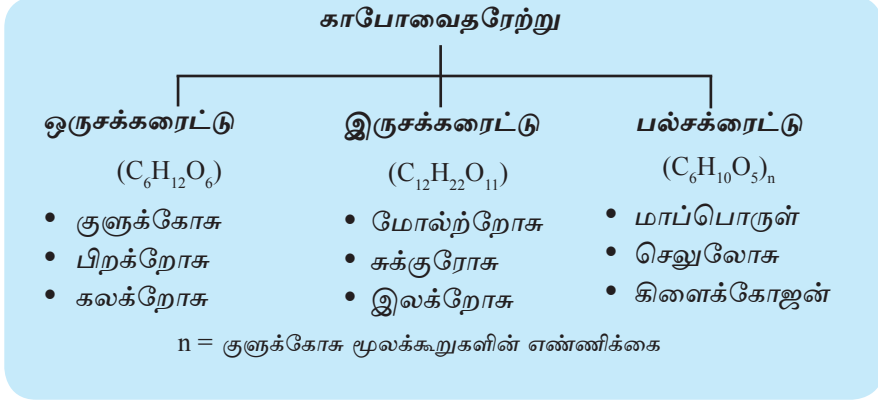 காபோவைதரேற்று
ஒருசக்கரைட்டு இருசக்கரைட்டு பல்சக்ரைட்டு
(C₆H₁₂O₆) (C₁₂H₂₂O₁₁) (C₆H₁₀O₅)ₙ
• குளுக்கோசு • மோல்ற்றோசு • மாப்பொருள்
• பிறக்றோசு • சுக்குரோசு • செலுலோசு
• கலக்றோசு • இலக்றோசு • கிளைக்கோஜன்
n = குளுக்கோசு மூலக்கூறுகளின் எண்ணிக்கை